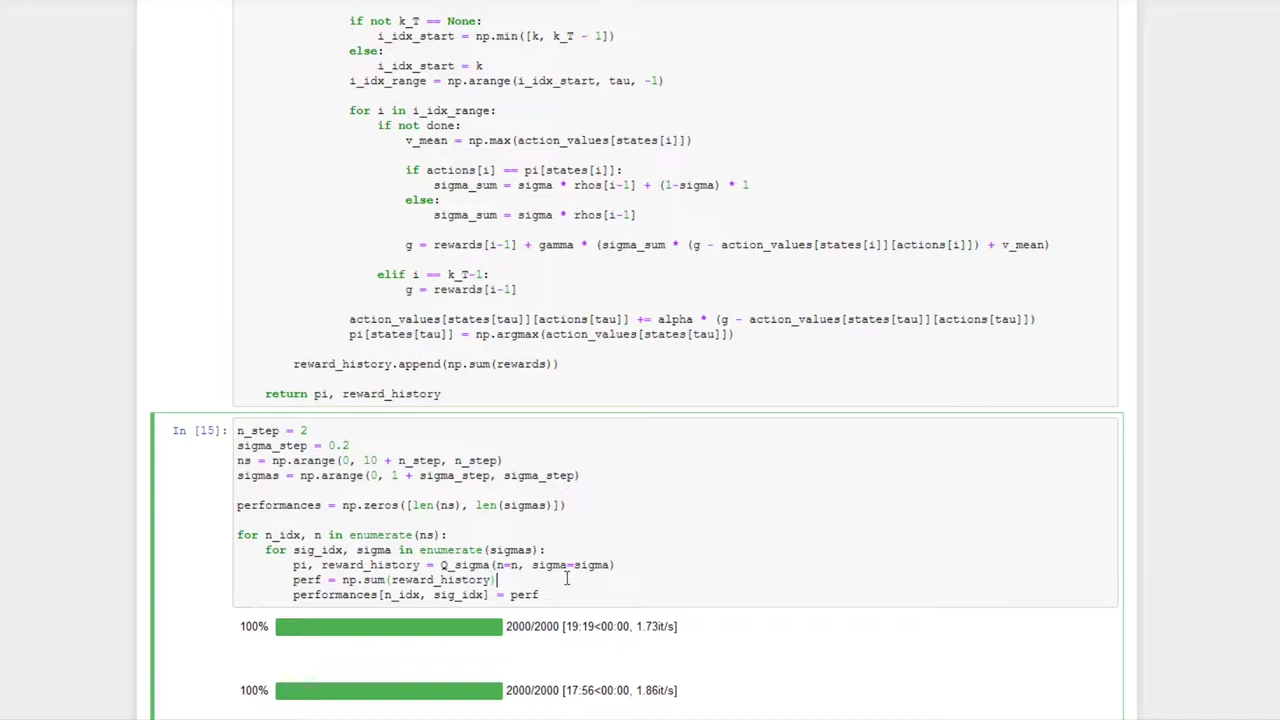 if not k_T == None:
i_idx_start = np.min([k, k_T - 1])
else:
i_idx_start = k
i_idx_range = np.arange(i_idx_start, tau, -1)
for i in i_idx_range:
if not done:
v_mean = np.max(action_values[states[i]])
if actions[i] == pi[states[i]]:
sigma_sum = sigma * rhos[i-1] + (1-sigma) * 1
else:
sigma_sum = sigma * rhos[i-1]
g = rewards[i-1] + gamma * (sigma_sum * (g - action_values[states[i]][actions[i]]) + v_mean)
elif i == k_T-1:
g = rewards[i-1]
action_values[states[tau]][actions[tau]] += alpha * (g - action_values[states[tau]][actions[tau]])
pi[states[tau]] = np.argmax(action_values[states[tau]])
reward_history.append(np.sum(rewards))
return pi, reward_history
In [15]: n_step = 2
sigma_step = 0.2
ns = np.arange(0, 10 + n_step, n_step)
sigmas = np.arange(0, 1 + sigma_step, sigma_step)
performances = np.zeros([len(ns), len(sigmas)])
for n_idx, n in enumerate(ns):
for sig_idx, sigma in enumerate(sigmas):
pi, reward_history = Q_sigma(n=n, sigma=sigma)
perf = np.sum(reward_history)
performances[n_idx, sig_idx] = perf
100% 2000/2000 [19:19<00:00, 1.73it/s]
100% 2000/2000 [17:56<00:00, 1.86it/s]